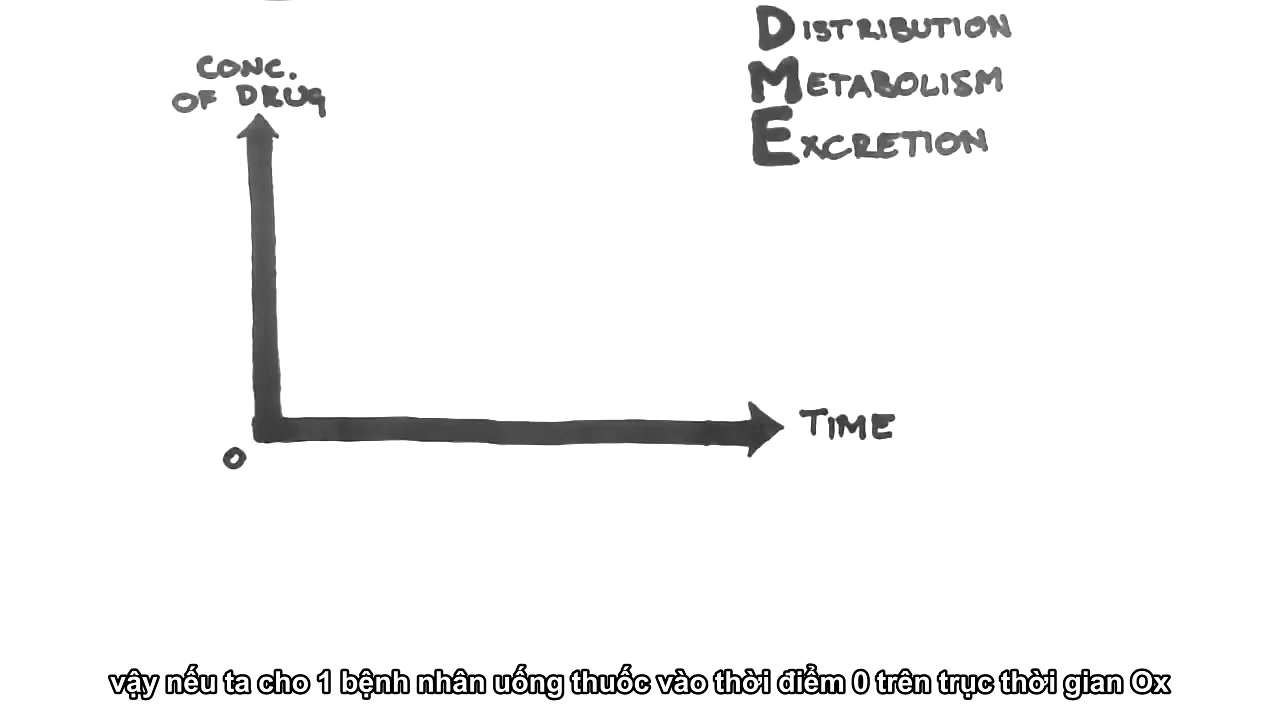 DISTRIBUTION
METABOLISM
EXCRETION
CONC.
OF DRUG
TIME
0
vậy nếu ta cho 1 bệnh nhân uống thuốc vào thời điểm 0 trên trục thời gian Ox